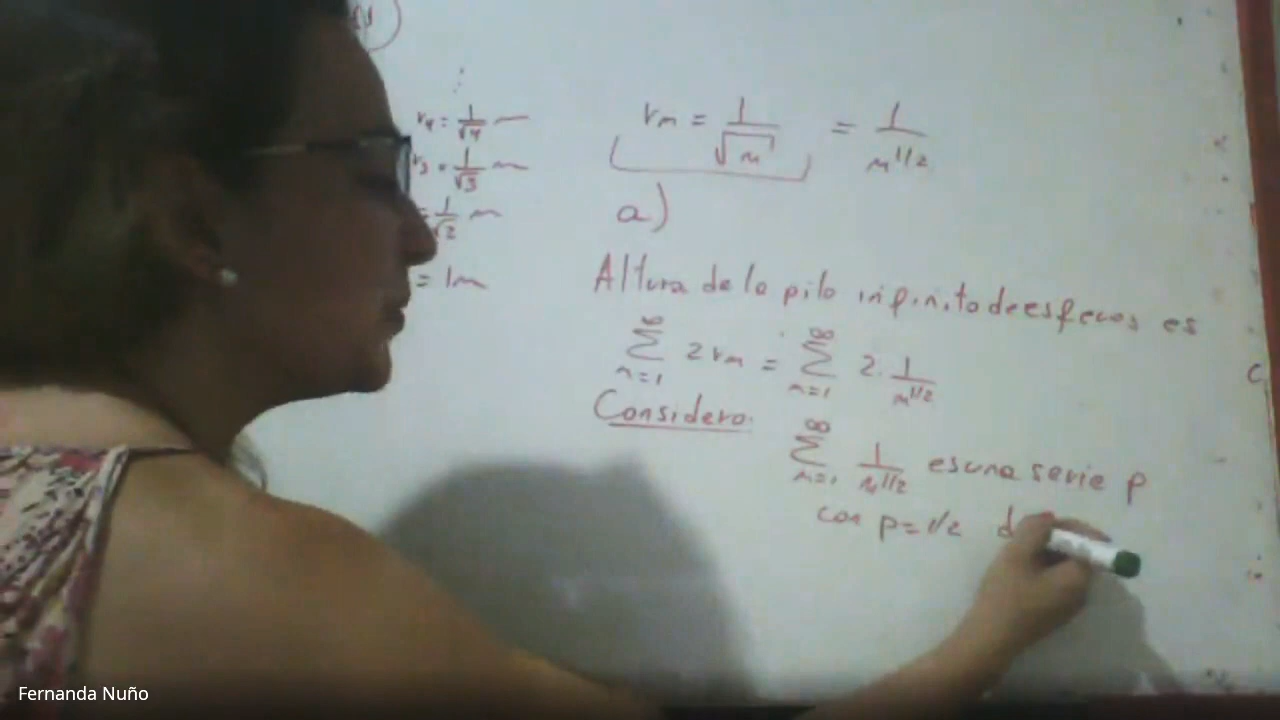 r₄ = 1/√4 m
r₃ = 1/√3 m
= 1/√2 m
= 1m
rₙ = 1/√n = 1/n^1/2
a)
Altura de la pila infinita de esferas es
∞∑n=1 2rₙ = ∞∑n=1 2·1/n^1/2
Considero:
∞∑n=1 1/n^1/2 es una serie p
con p=1/2 d
Fernanda Nuño